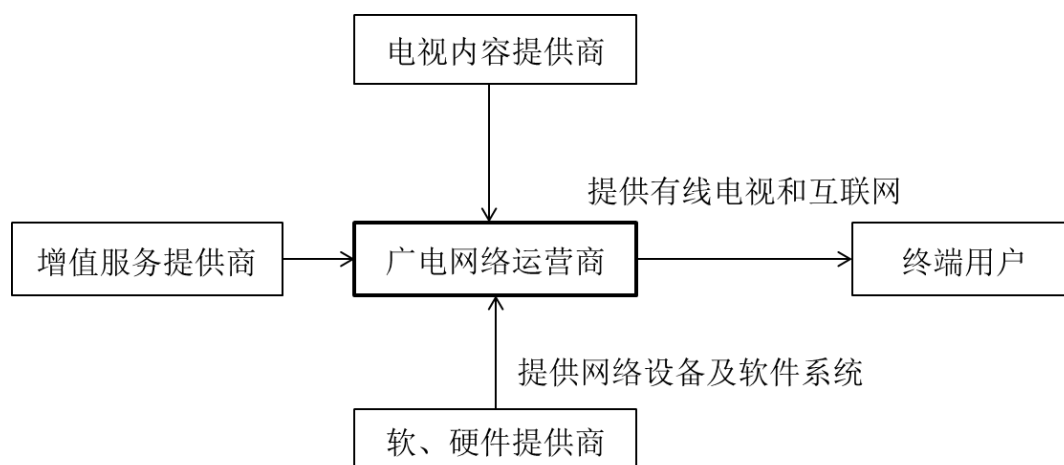 电视内容提供商
提供有线电视和互联网
增值服务提供商
广电网络运营商
终端用户
提供网络设备及软件系统
软、硬件提供商